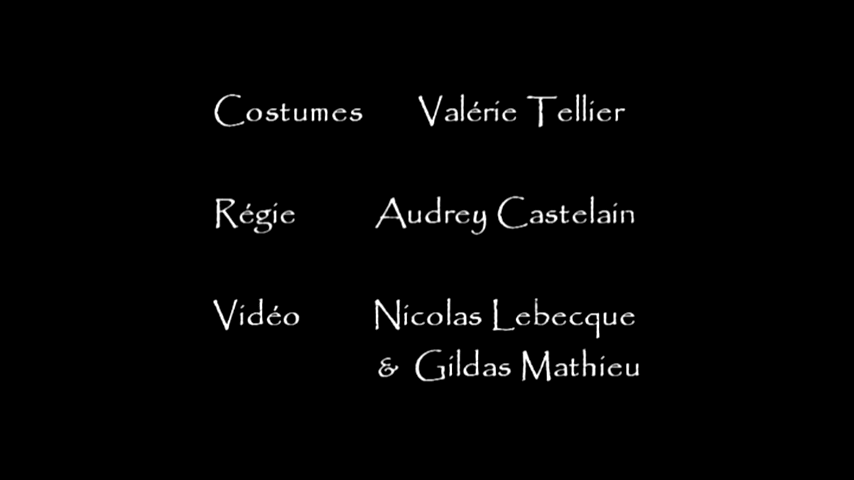 Costumes Valérie Tellier
Régie Audrey Castelain
Vidéo Nicolas Lebecque
& Gildas Mathieu